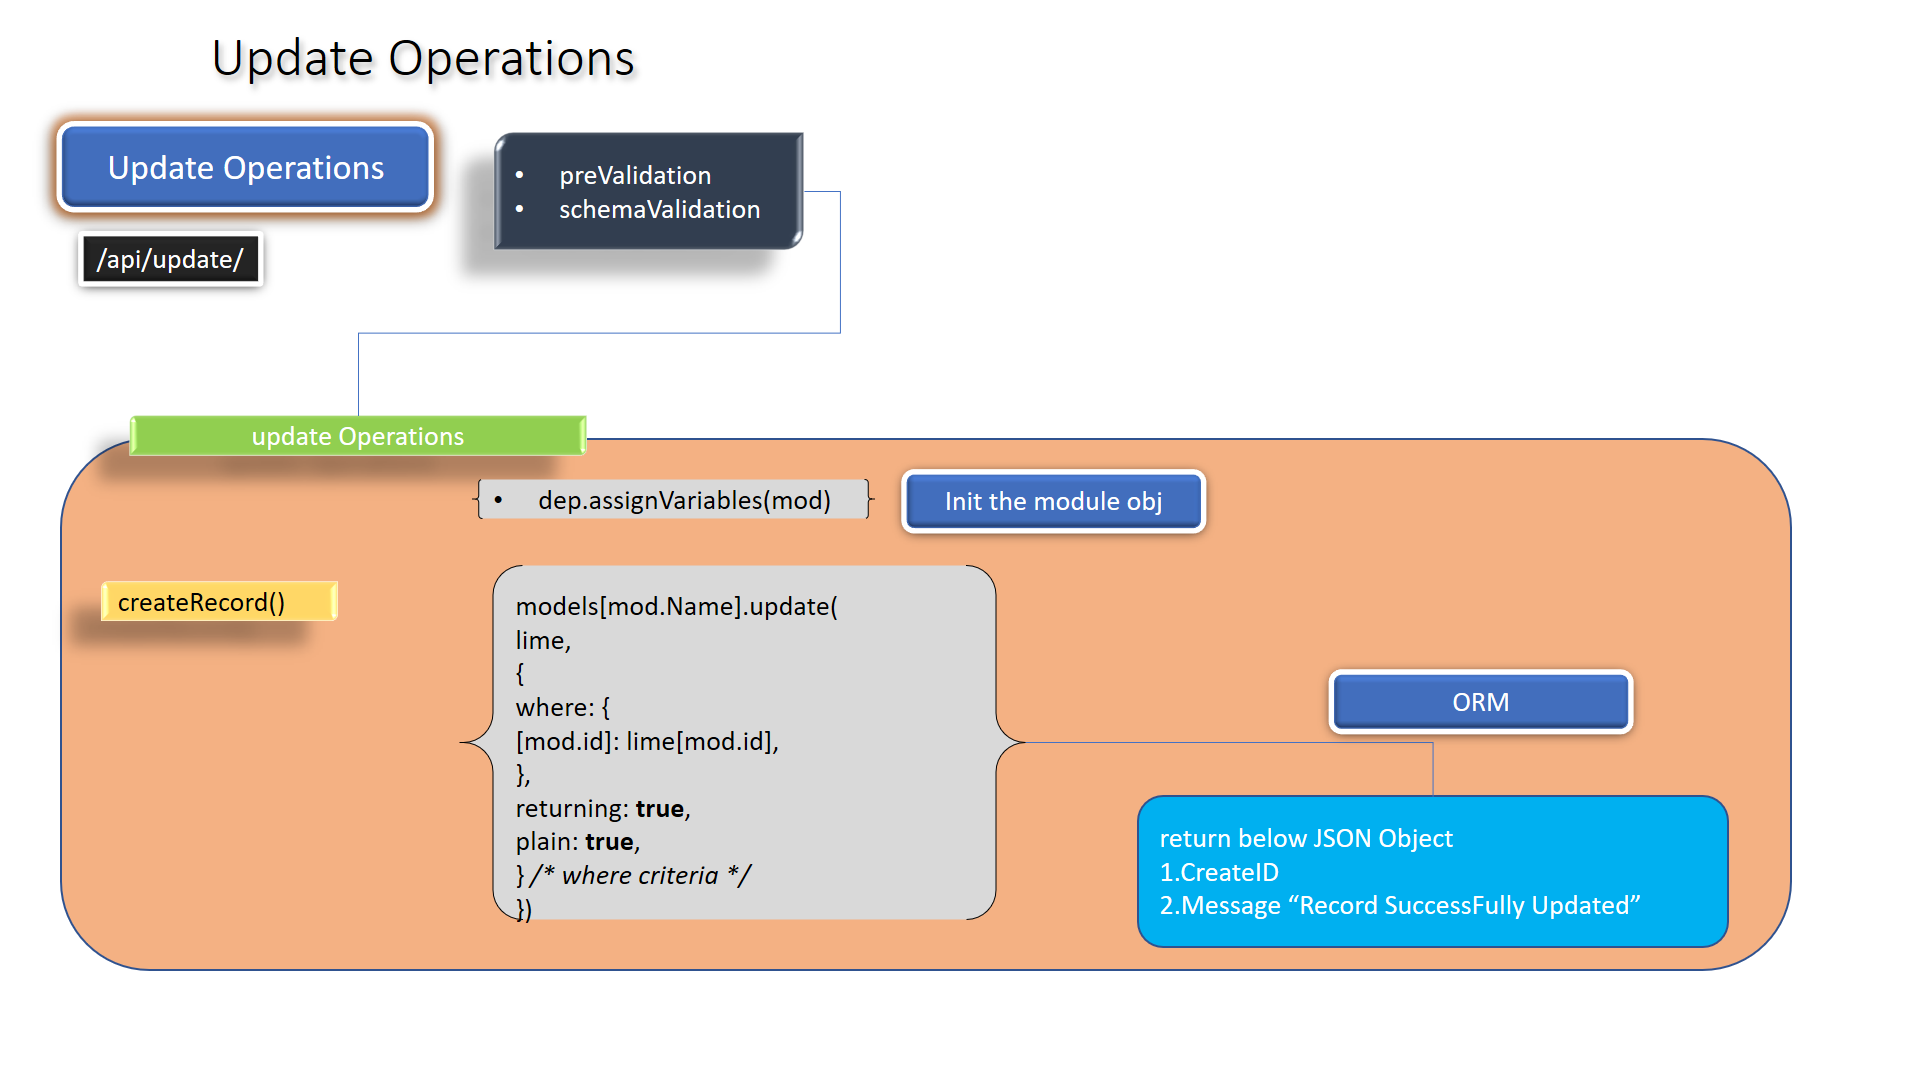 Update Operations
Update Operations
• preValidation
• schemaValidation
/api/update/
update Operations
• dep.assignVariables(mod)
Init the module obj
createRecord()
models[mod.Name].update(
lime,
{
where: {
[mod.id]: lime[mod.id],
},
returning: true,
plain: true,
} /* where criteria */
})
ORM
return below JSON Object
1.CreateID
2.Message “Record SuccessFully Updated”